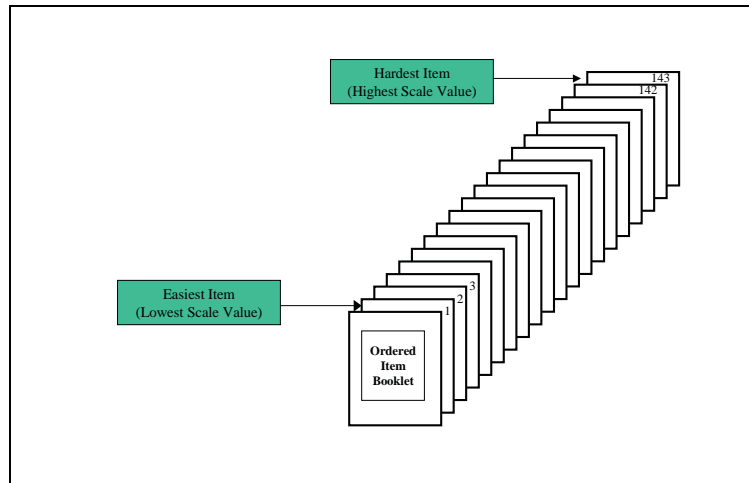 Hardest Item
(Highest Scale Value)
143
142
Easiest Item
(Lowest Scale Value)
3
2
1
Ordered
Item
Booklet